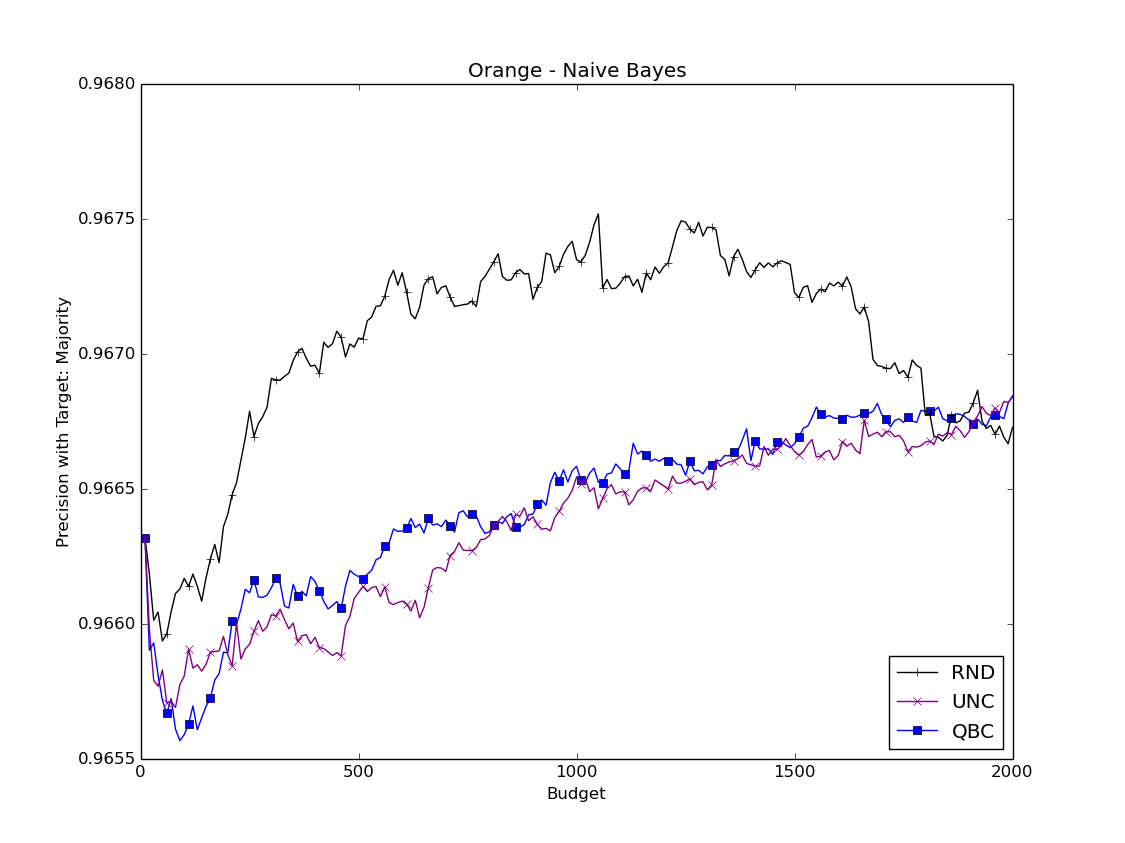 Orange - Naive Bayes
0.9680
0.9675
0.9670
0.9665
0.9660
0.9655
Precision with Target: Majority
0
500
1000
1500
2000
Budget
RND
UNC
QBC